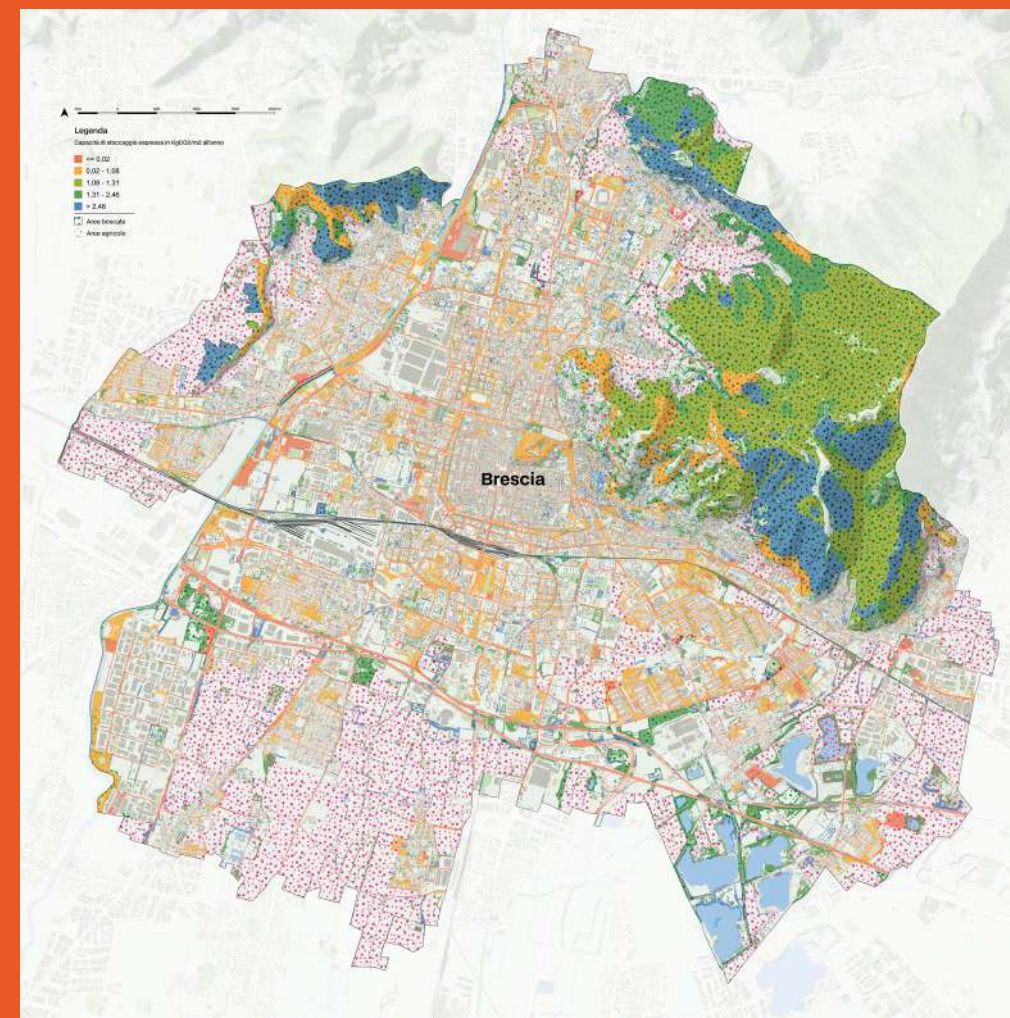 Legenda
Capacità di stoccaggio espressa in KgCO2/m2 all'anno
<= 0,02
0,02 - 1,08
1,08 - 1,31
1,31 - 2,46
> 2,46
Aree boscate
Aree agricole
Brescia